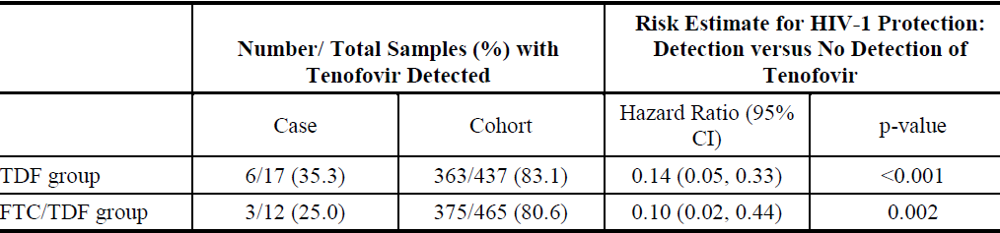 Number/ Total Samples (%) with
Tenofovir Detected
Risk Estimate for HIV-1 Protection:
Detection versus No Detection of
Tenofovir
Case
Cohort
Hazard Ratio (95%
CI)
p-value
TDF group
6/17 (35.3)
363/437 (83.1)
0.14 (0.05, 0.33)
<0.001
FTC/TDF group
3/12 (25.0)
375/465 (80.6)
0.10 (0.02, 0.44)
0.002